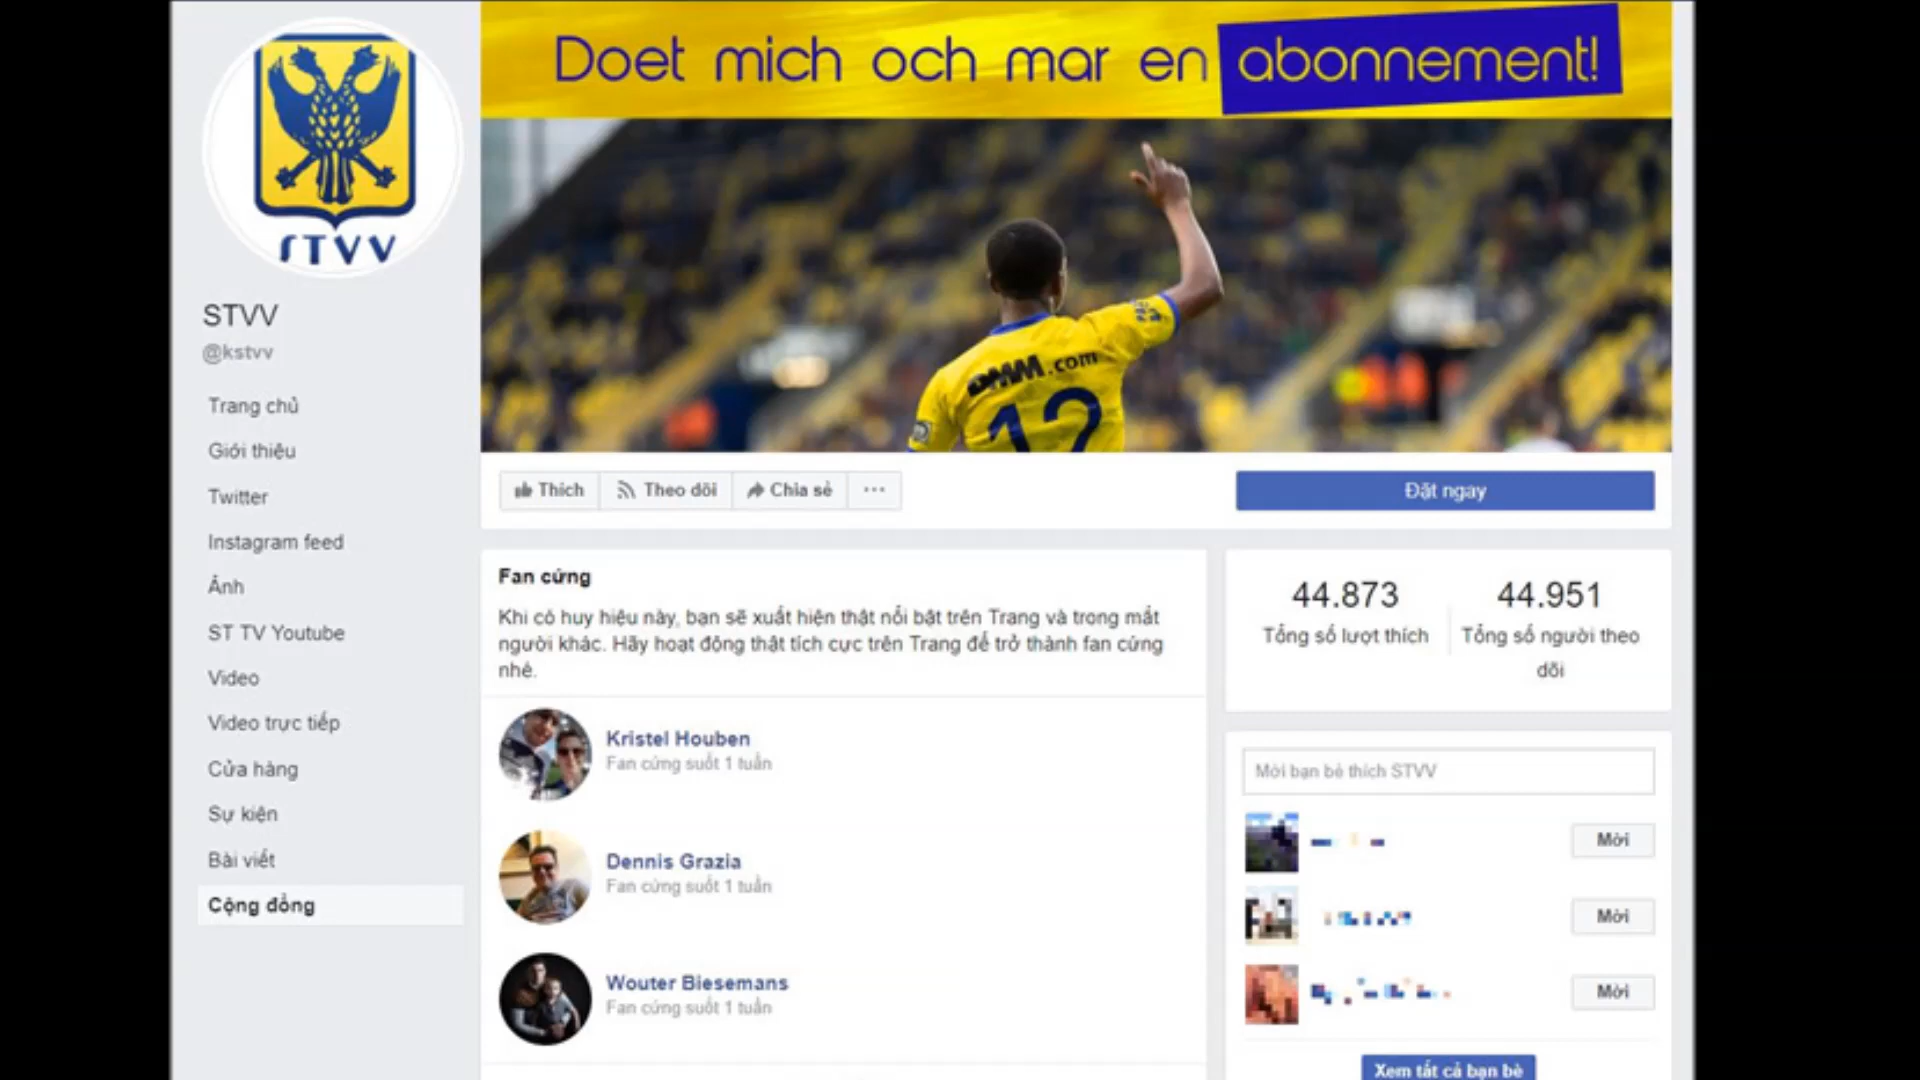 Doet mich och mar en abonnement!
STVV
STVV
@kstvv
Trang chủ
Giới thiệu
Twitter
Instagram feed
Ảnh
ST TV Youtube
Video
Video trực tiếp
Cửa hàng
Sự kiện
Bài viết
Cộng đồng
DMM.com
12
Thích
Theo dõi
Chia sẻ
Đặt ngay
Fan cứng
Khi có huy hiệu này, bạn sẽ xuất hiện thật nổi bật trên Trang và trong mắt
người khác. Hãy hoạt động thật tích cực trên Trang để trở thành fan cứng
nhé.
Kristel Houben
Fan cứng suốt 1 tuần
Dennis Grazia
Fan cứng suốt 1 tuần
Wouter Biesemans
Fan cứng suốt 1 tuần
44.873
Tổng số lượt thích
44.951
Tổng số người theo
dõi
Mời bạn bè thích STVV
Mời
Mời
Mời
Xem tất cả bạn bè